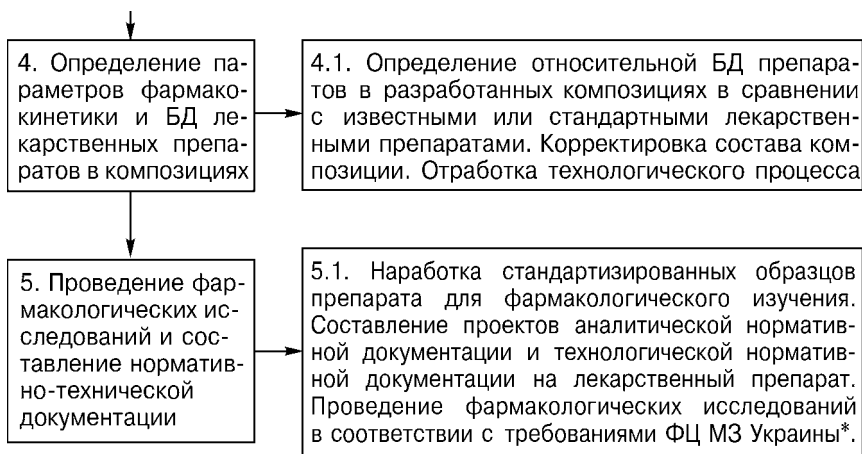 4. Определение па-
раметров фармако-
кинетики и БД ле-
карственных препа-
ратов в композициях
4.1. Определение относительной БД препара-
тов в разработанных композициях в сравнении
с известными или стандартными лекарствен-
ными препаратами. Корректировка состава ком-
позиции. Отработка технологического процесса
5. Проведение фар-
макологических ис-
следований и сос-
тавление норматив-
но-технической
документации
5.1. Наработка стандартизированных образцов
препарата для фармакологического изучения.
Составление проектов аналитической норматив-
ной документации и технологической норматив-
ной документации на лекарственный препарат.
Проведение фармакологических исследований
в соответствии с требованиями ФЦ МЗ Украины*.